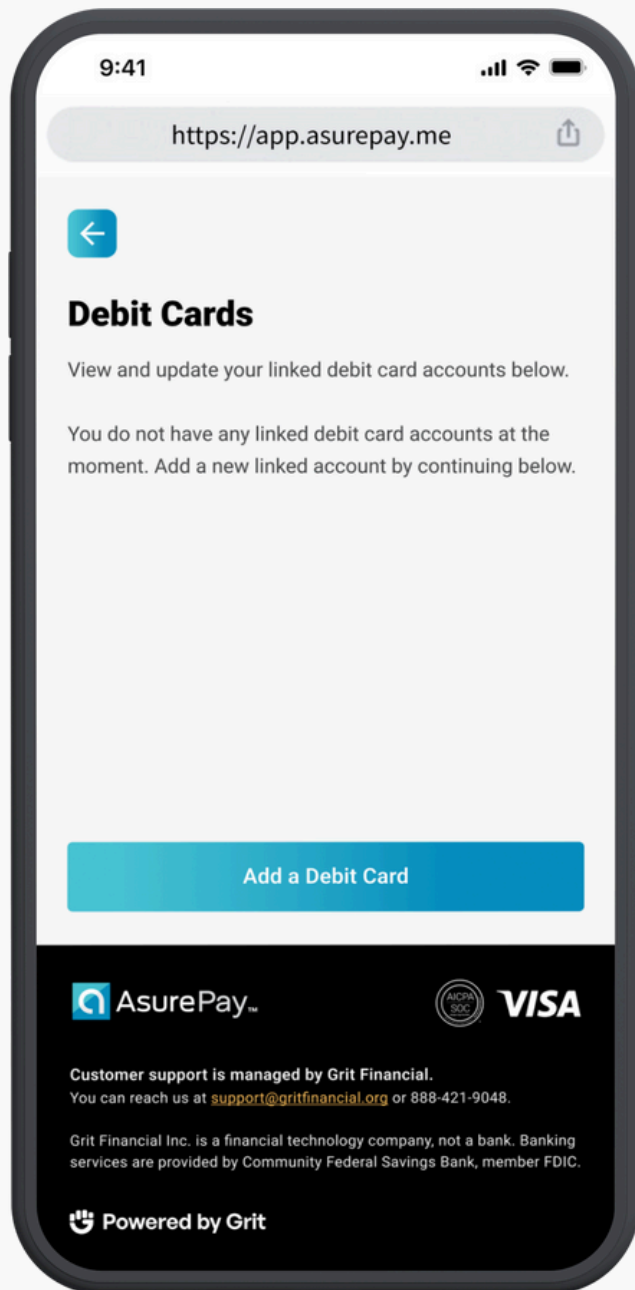 9:41
https://app.asurepay.me
Debit Cards
View and update your linked debit card accounts below.
You do not have any linked debit card accounts at the
moment. Add a new linked account by continuing below.
Add a Debit Card
AsurePay™
AICPA
SOC
VISA
Customer support is managed by Grit Financial.
You can reach us at support@gritfinancial.org or 888-421-9048.
Grit Financial Inc. is a financial technology company, not a bank. Banking
services are provided by Community Federal Savings Bank, member FDIC.
Powered by Grit